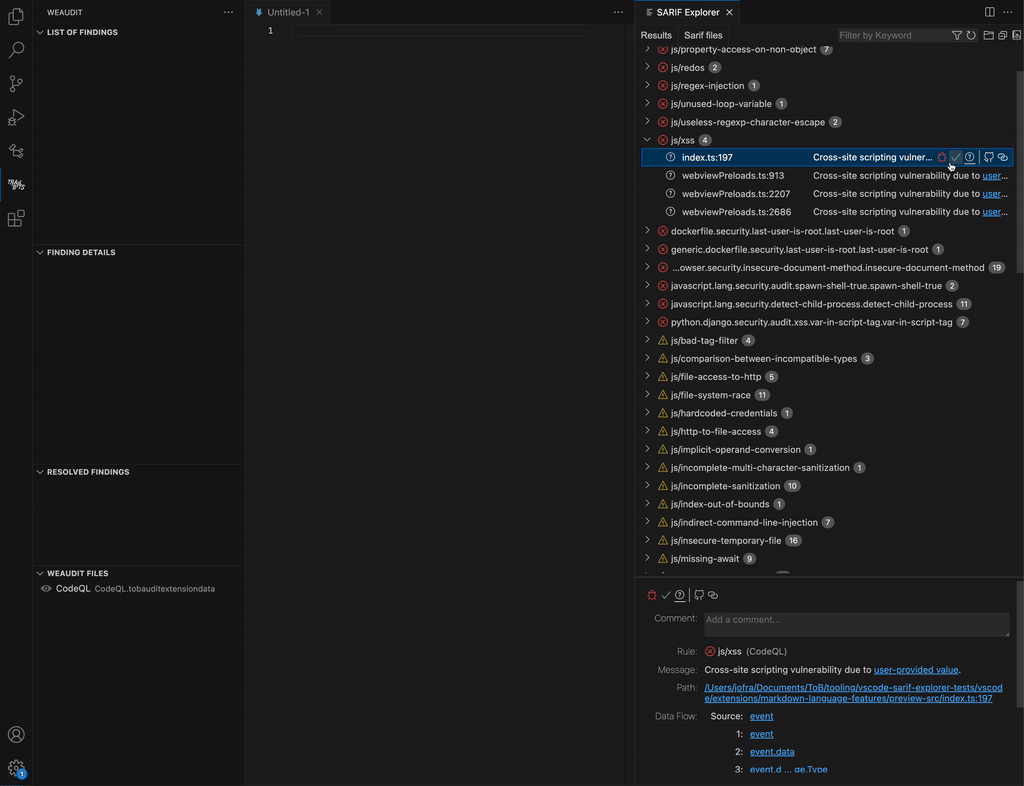 WEAUDIT
LIST OF FINDINGS
FINDING DETAILS
RESOLVED FINDINGS
WEAUDIT FILES
CodeQL CodeQL.tobauditextensiondata
1
Untitled-1
1
SARIF Explorer
Results Sarif files
Filter by Keyword
js/property-access-on-non-object 7
js/redos 2
js/regex-injection 1
js/unused-loop-variable 1
js/useless-regexp-character-escape 2
js/xss 4
index.ts:197 Cross-site scripting vulner...
webviewPreloads.ts:913 Cross-site scripting vulnerability due to user...
webviewPreloads.ts:2207 Cross-site scripting vulnerability due to user...
webviewPreloads.ts:2686 Cross-site scripting vulnerability due to user...
dockerfile.security.last-user-is-root.last-user-is-root 1
generic.dockerfile.security.last-user-is-root.last-user-is-root 1
...owser.security.insecure-document-method.insecure-document-method 19
javascript.lang.security.audit.spawn-shell-true.spawn-shell-true 2
javascript.lang.security.detect-child-process.detect-child-process 11
python.django.security.audit.xss.var-in-script-tag.var-in-script-tag 7
js/bad-tag-filter 4
js/comparison-between-incompatible-types 3
js/file-access-to-http 5
js/file-system-race 11
js/hardcoded-credentials 1
js/http-to-file-access 4
js/implicit-operand-conversion 1
js/incomplete-multi-character-sanitization 1
js/incomplete-sanitization 10
js/index-out-of-bounds 1
js/indirect-command-line-injection 7
js/insecure-temporary-file 16
js/missing-await 9
Comment: Add a comment...
Rule: js/xss (CodeQL)
Message: Cross-site scripting vulnerability due to user-provided value.
Path: /Users/jofra/Documents/ToB/tooling/vscode-sarif-explorer-tests/vscod
e/extensions/markdown-language-features/preview-src/index.ts:197
Data Flow: Source: event
1: event
2: event.data
3: event.d ... ge.Type